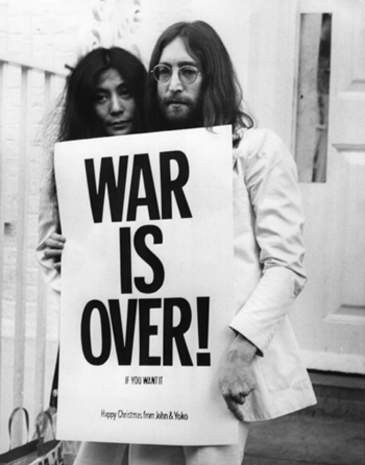 WAR
IS
OVER!
IF YOU WANT IT
Happy Christmas from John & Yoko